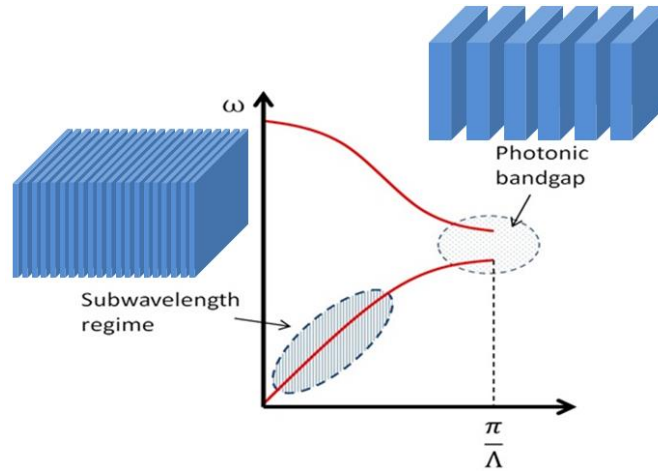 ω
Photonic
bandgap
Subwavelength
regime
π
Λ